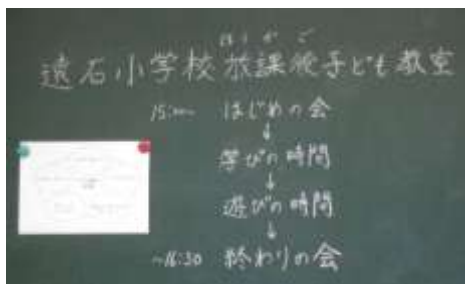 ほうかご
遠石小学校 放課後子ども教室
15:00〜 はじめの会
↓
学びの時間
↓
遊びの時間
↓
〜16:30 終わりの会